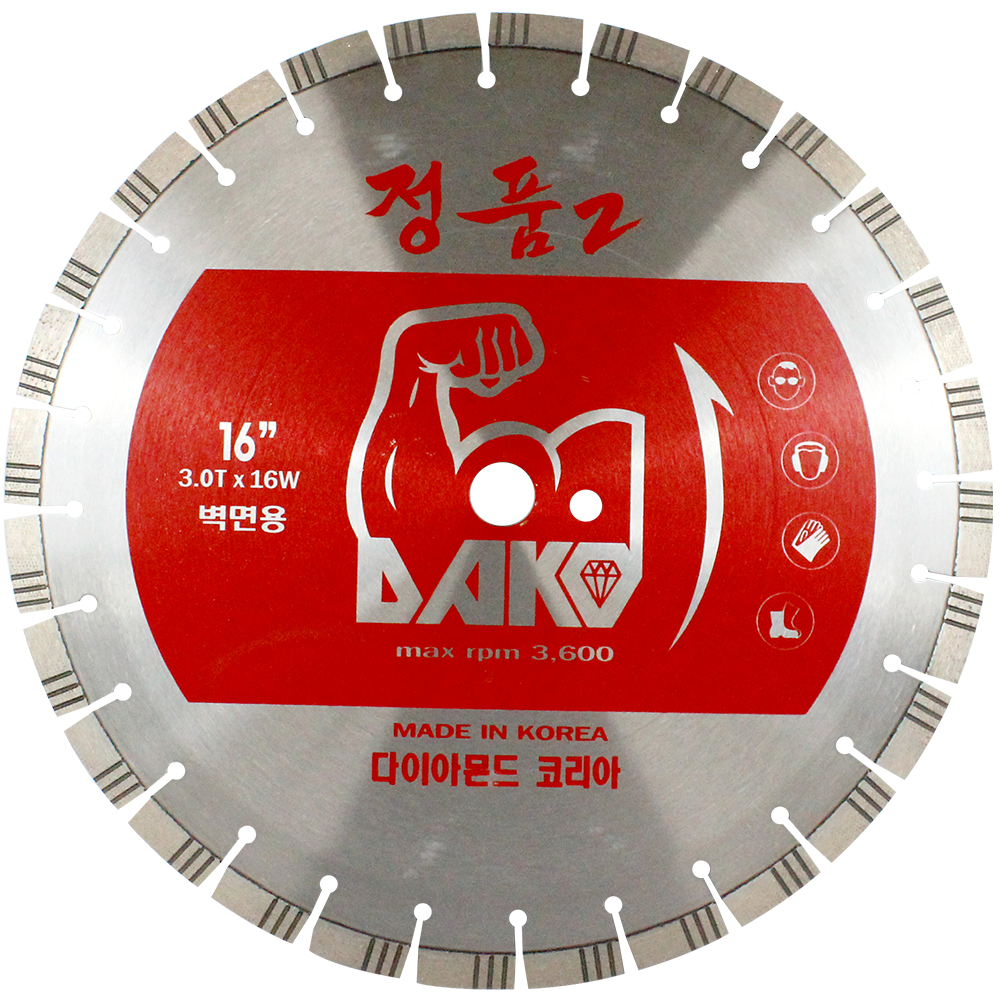 정품2
16”
3.0T x 16W
벽면용
DAKO
max rpm 3,600
MADE IN KOREA
다이아몬드 코리아